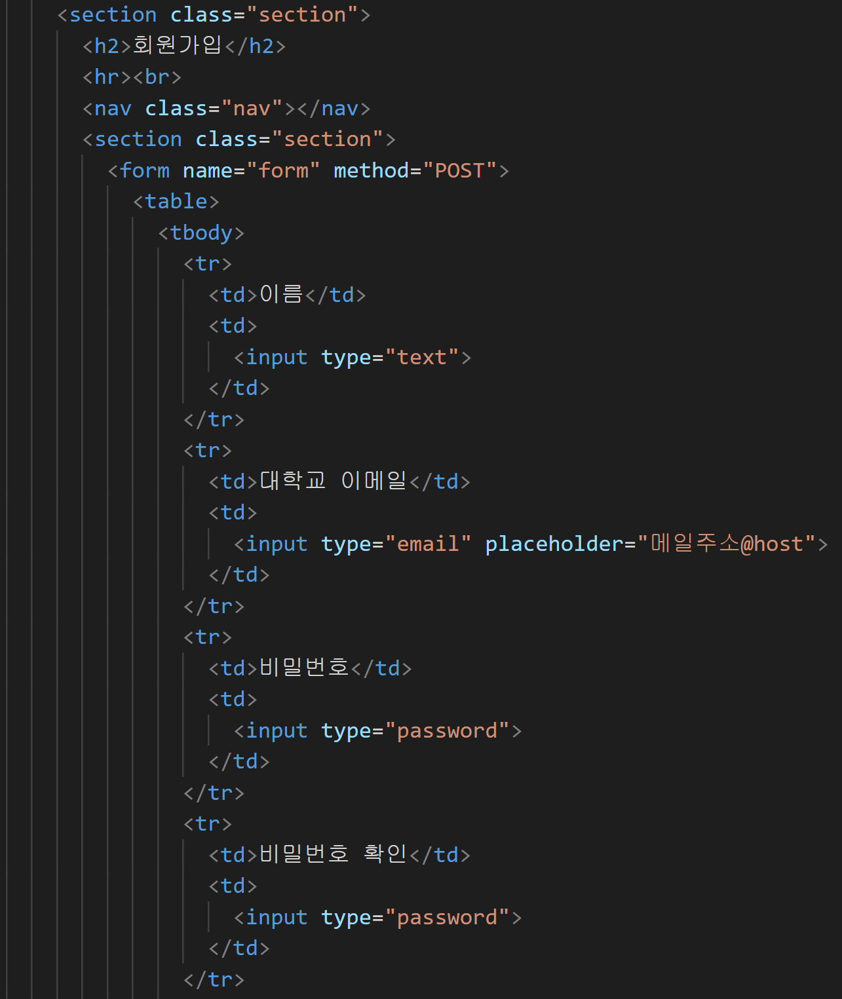 <section class="section">
<h2>회원가입</h2>
<hr><br>
<nav class="nav"></nav>
<section class="section">
<form name="form" method="POST">
<table>
<tbody>
<tr>
<td>이름</td>
<td>
<input type="text">
</td>
</tr>
<tr>
<td>대학교 이메일</td>
<td>
<input type="email" placeholder="메일주소@host">
</td>
</tr>
<tr>
<td>비밀번호</td>
<td>
<input type="password">
</td>
</tr>
<tr>
<td>비밀번호 확인</td>
<td>
<input type="password">
</td>
</tr>